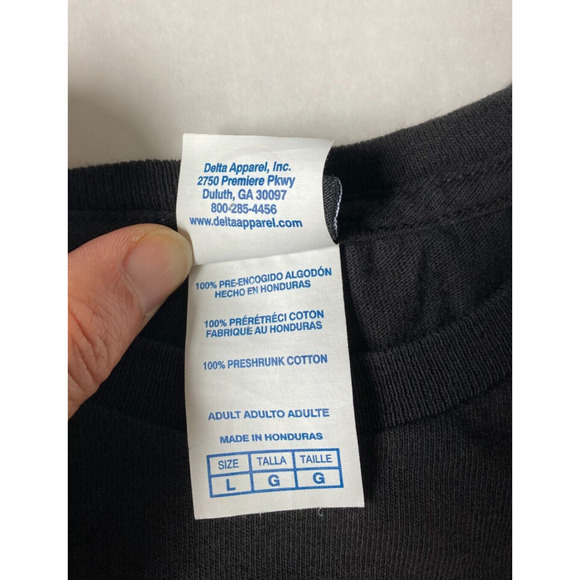 Delta Apparel, Inc.
2750 Premiere Pkwy
Duluth, GA 30097
800-285-4456
www.deltaapparel.com
100% PRE-ENCOGIDO ALGODÓN
HECHO EN HONDURAS
100% PRÉRÉTRÉCI COTON
FABRIQUÉ AU HONDURAS
100% PRESHRUNK COTTON
ADULT ADULTO ADULTE
MADE IN HONDURAS
SIZE TALLA TAILLE
L G G